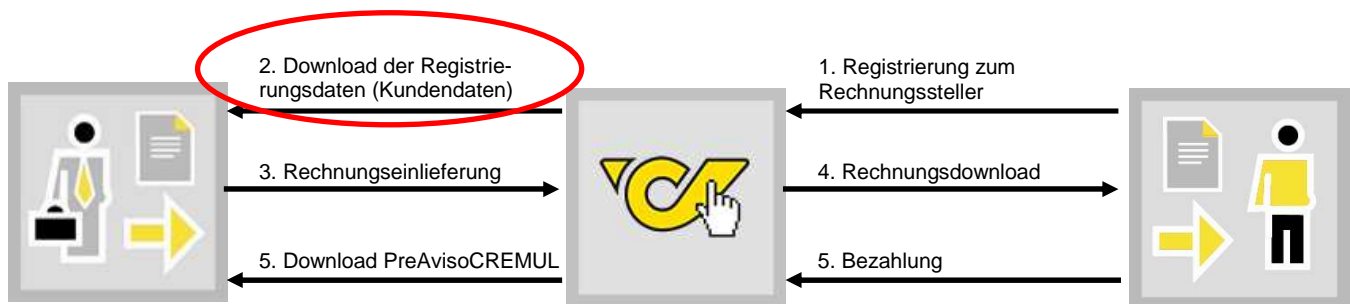 2. Download der Registrie-
rungsdaten (Kundendaten)
1. Registrierung zum
Rechnungssteller
3. Rechnungseinlieferung
4. Rechnungsdownload
5. Download PreAvisoCREMUL
5. Bezahlung